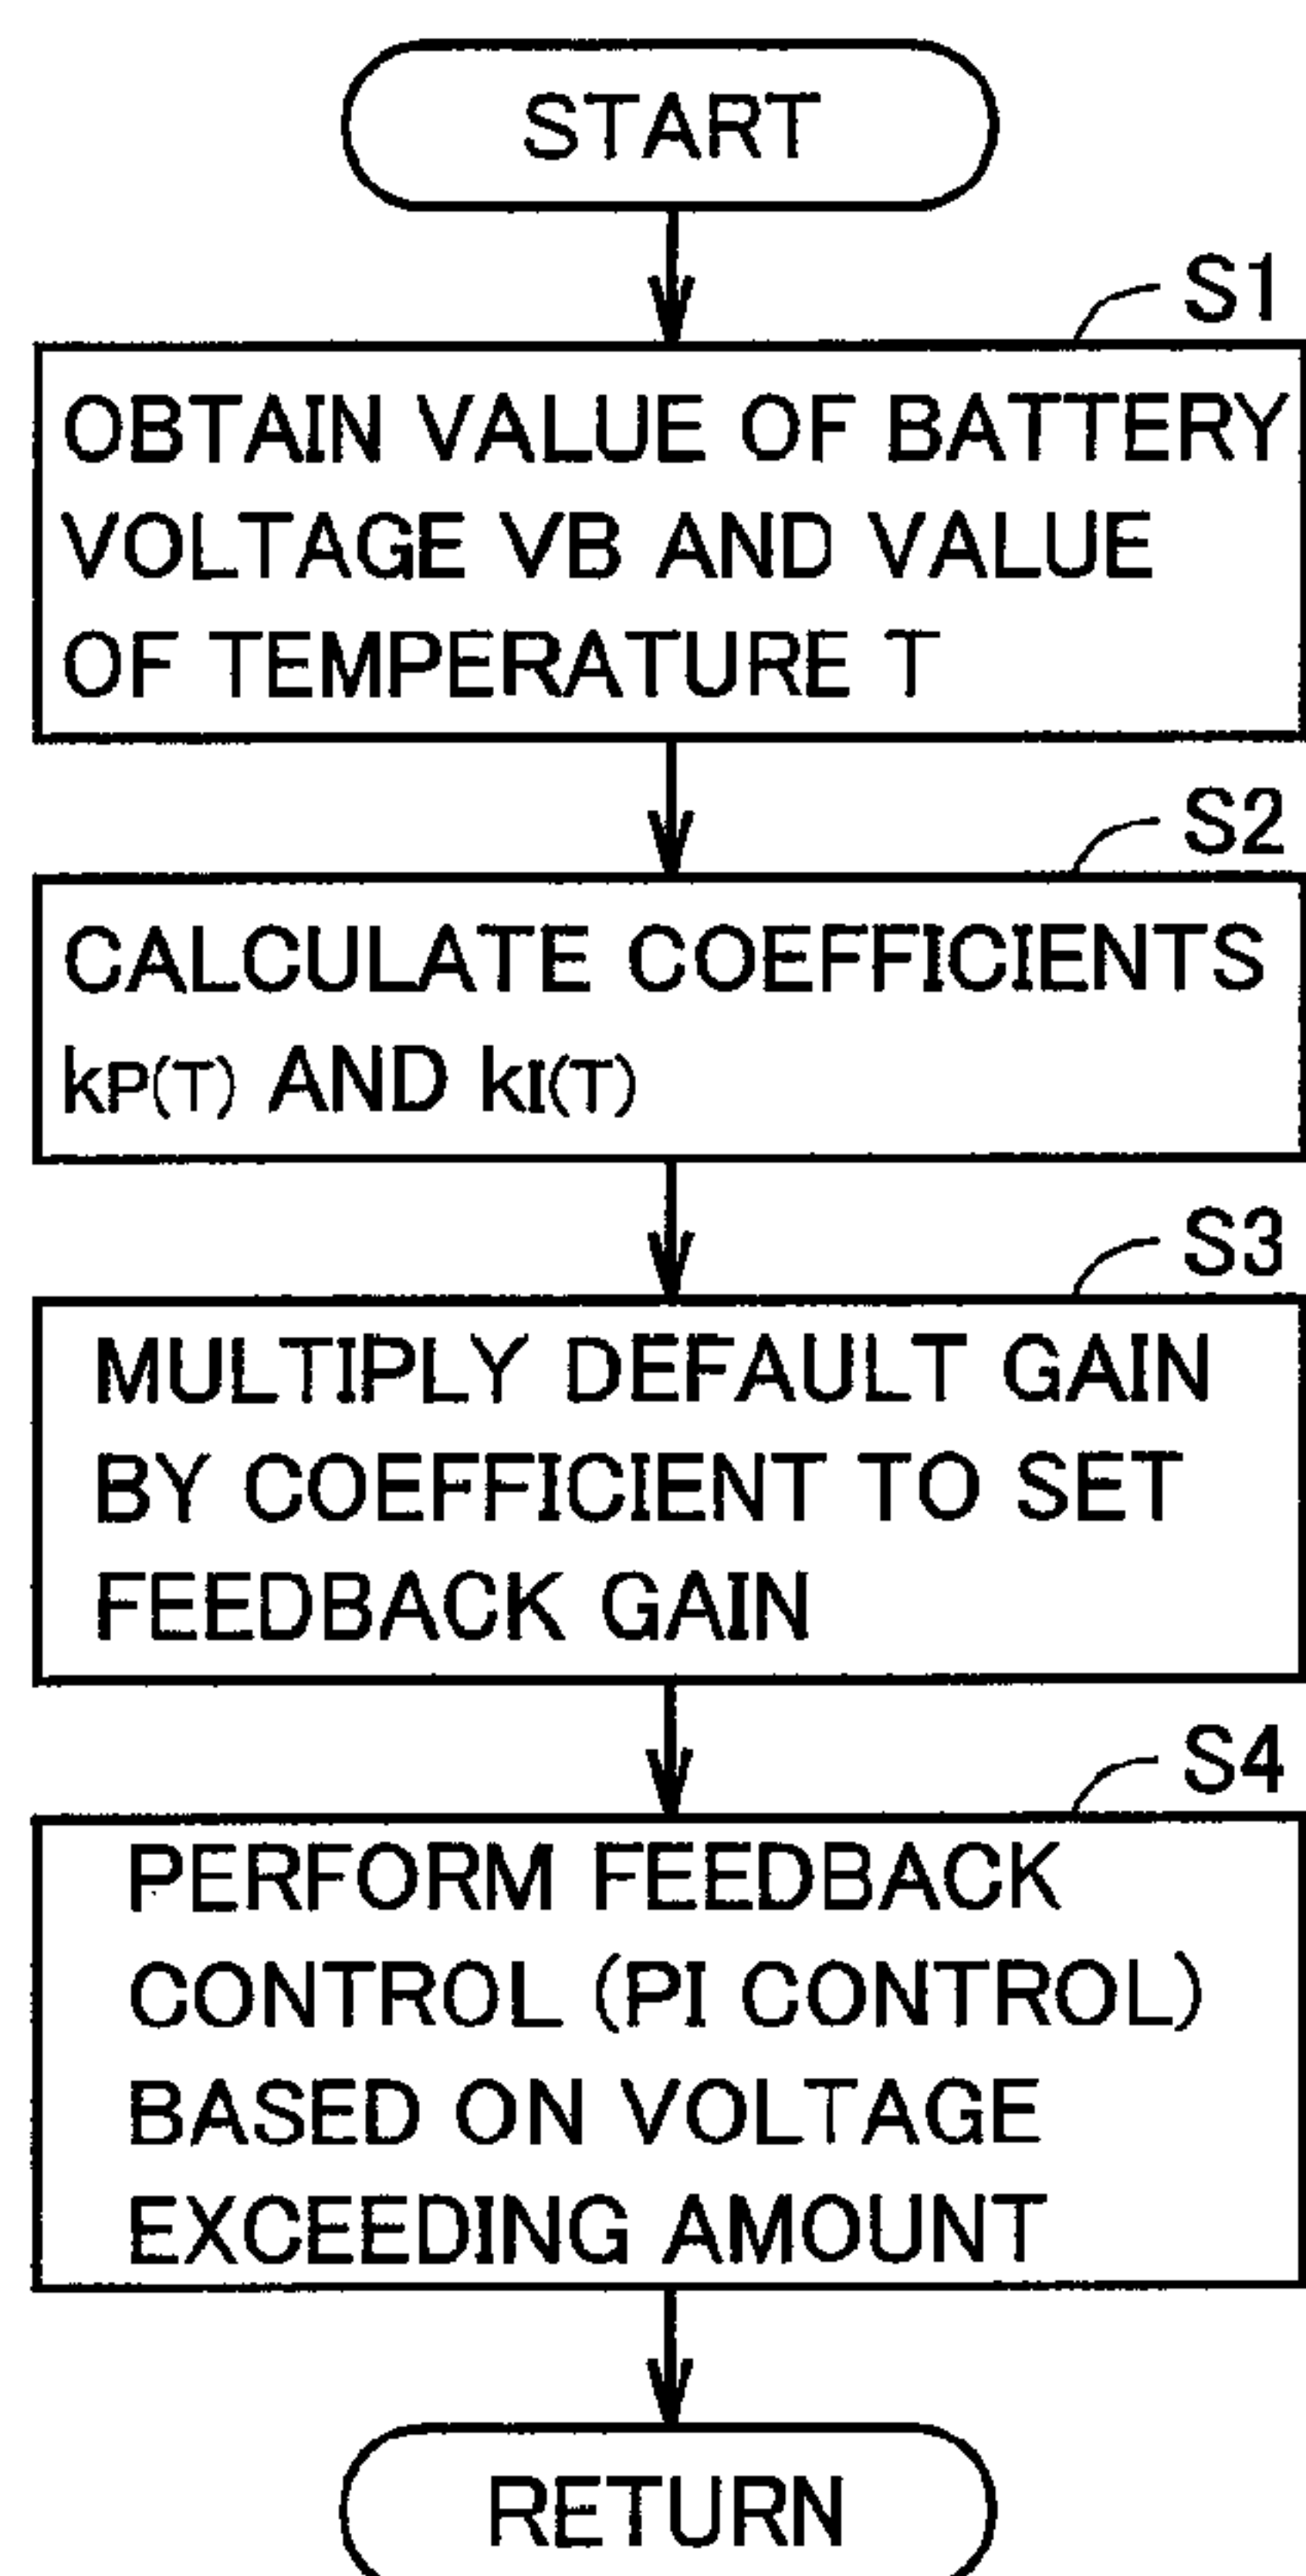 START
S1
OBTAIN VALUE OF BATTERY
VOLTAGE VB AND VALUE
OF TEMPERATURE T
S2
CALCULATE COEFFICIENTS
kP(T) AND kI(T)
S3
MULTIPLY DEFAULT GAIN
BY COEFFICIENT TO SET
FEEDBACK GAIN
S4
PERFORM FEEDBACK
CONTROL (PI CONTROL)
BASED ON VOLTAGE
EXCEEDING AMOUNT
RETURN